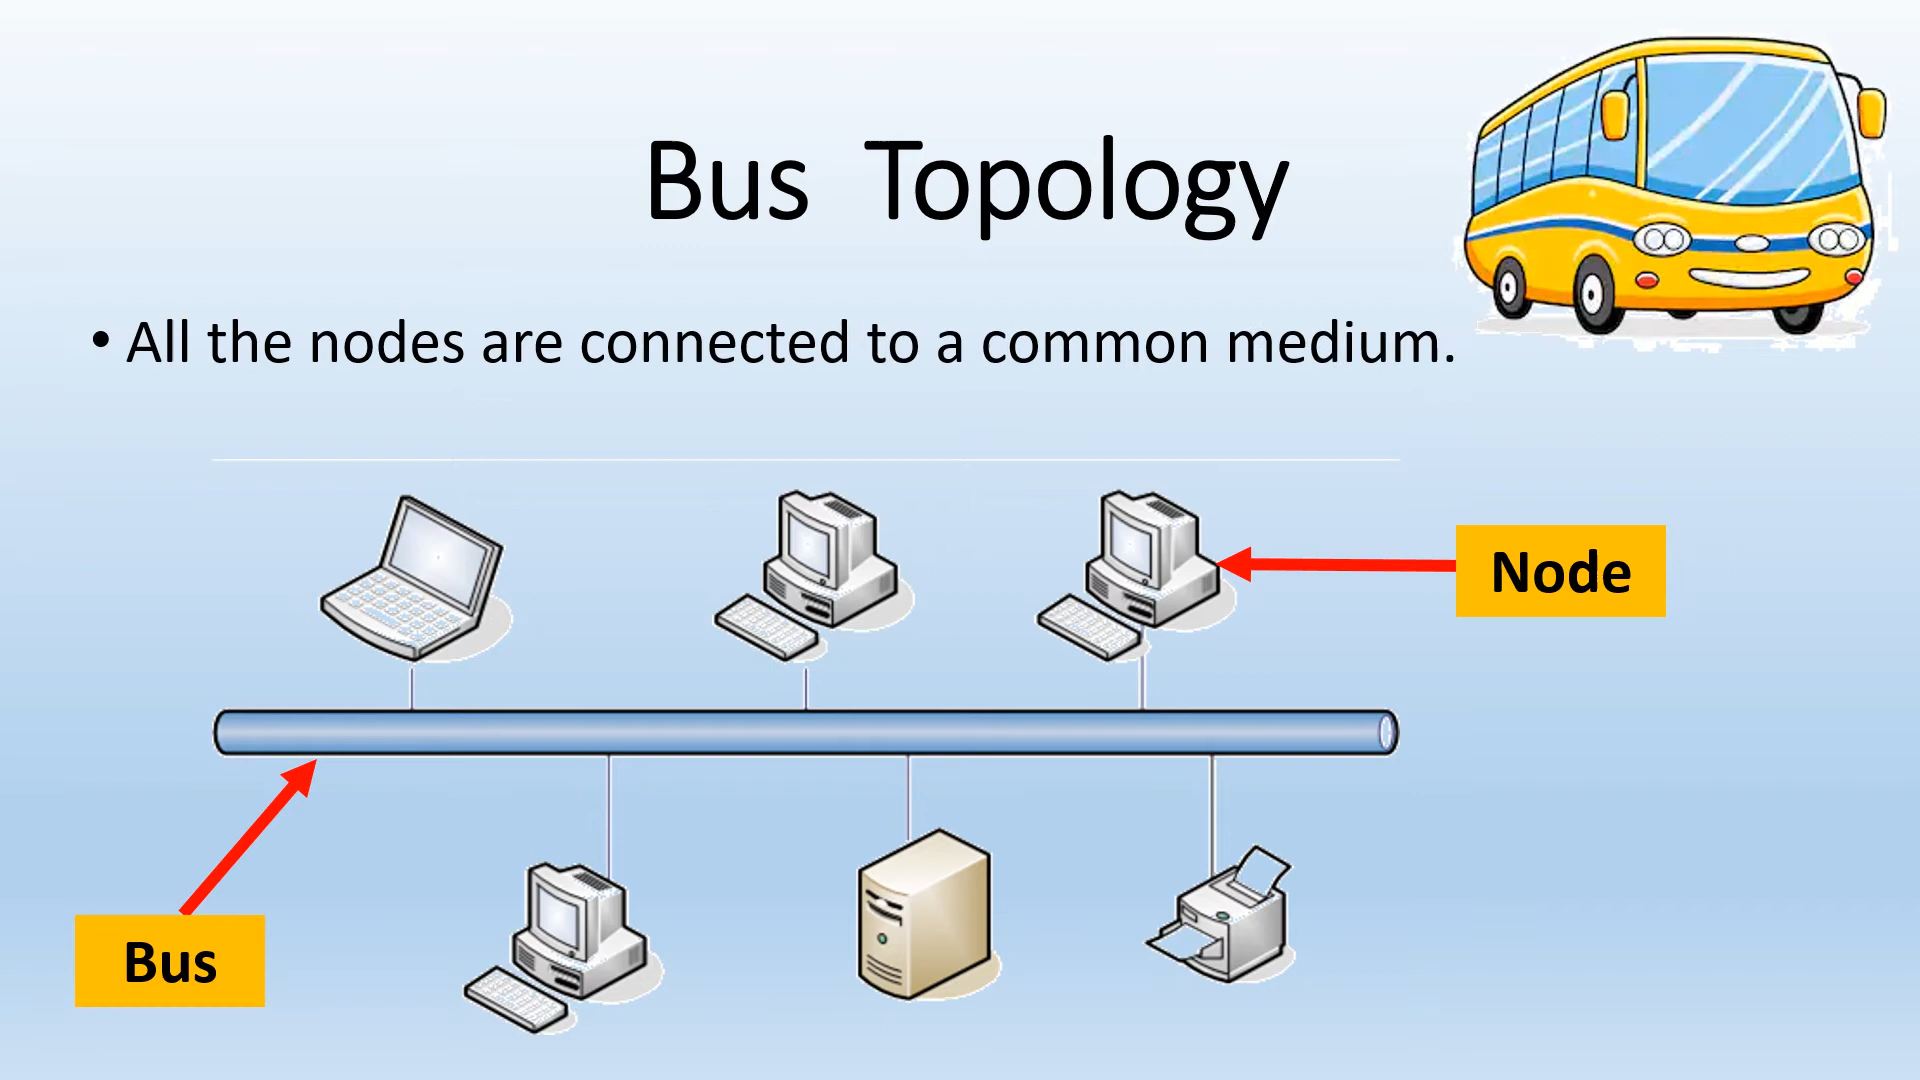 Bus Topology
• All the nodes are connected to a common medium.
Node
Bus